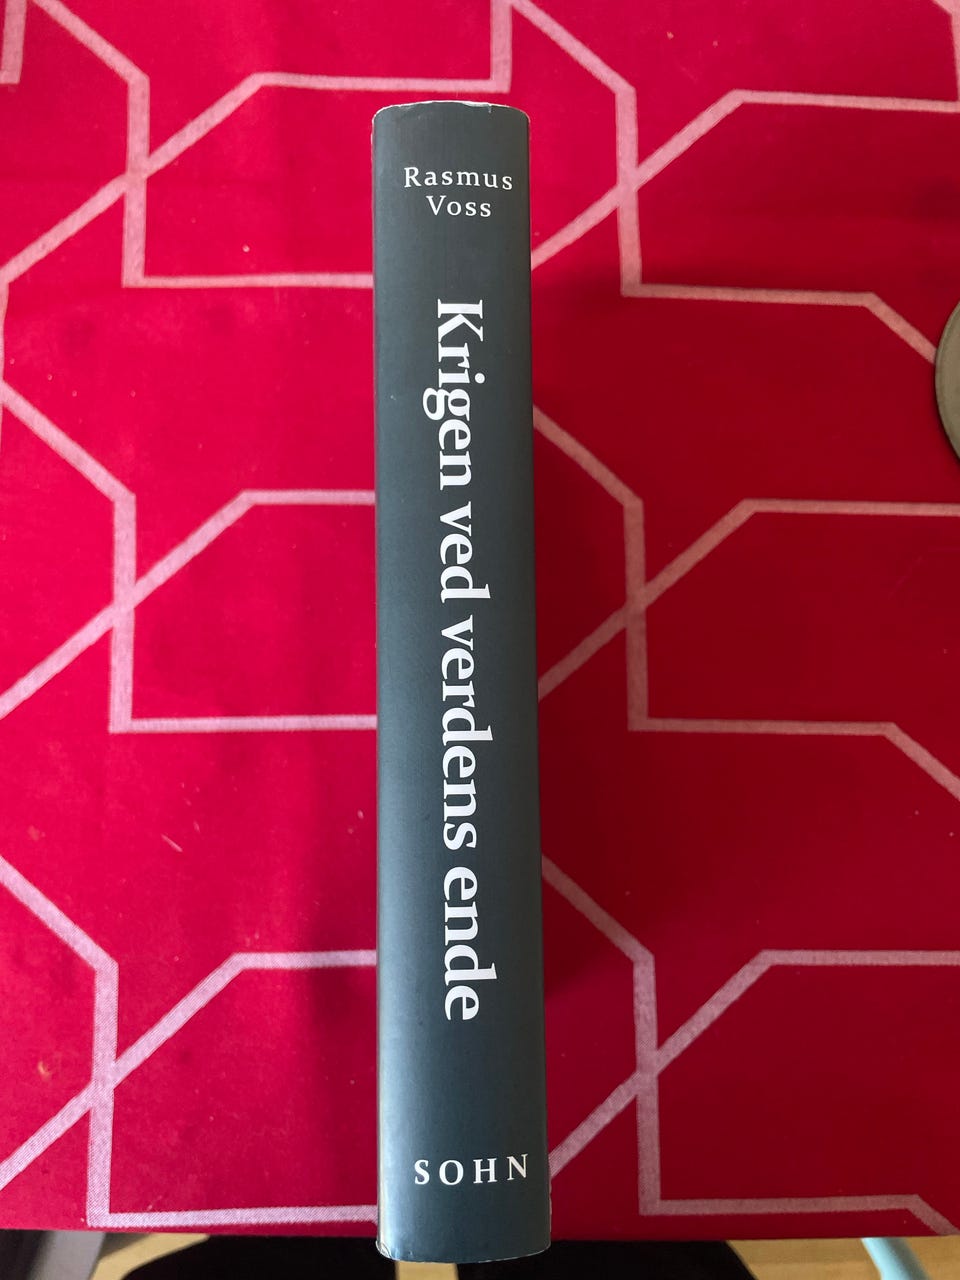 Rasmus
Voss
Krigen ved verdens ende
SOHN